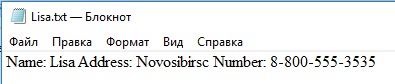 Lisa.txt — Блокнот
Файл Правка Формат Вид Справка
Name: Lisa Address: Novosibirsc Number: 8-800-555-3535